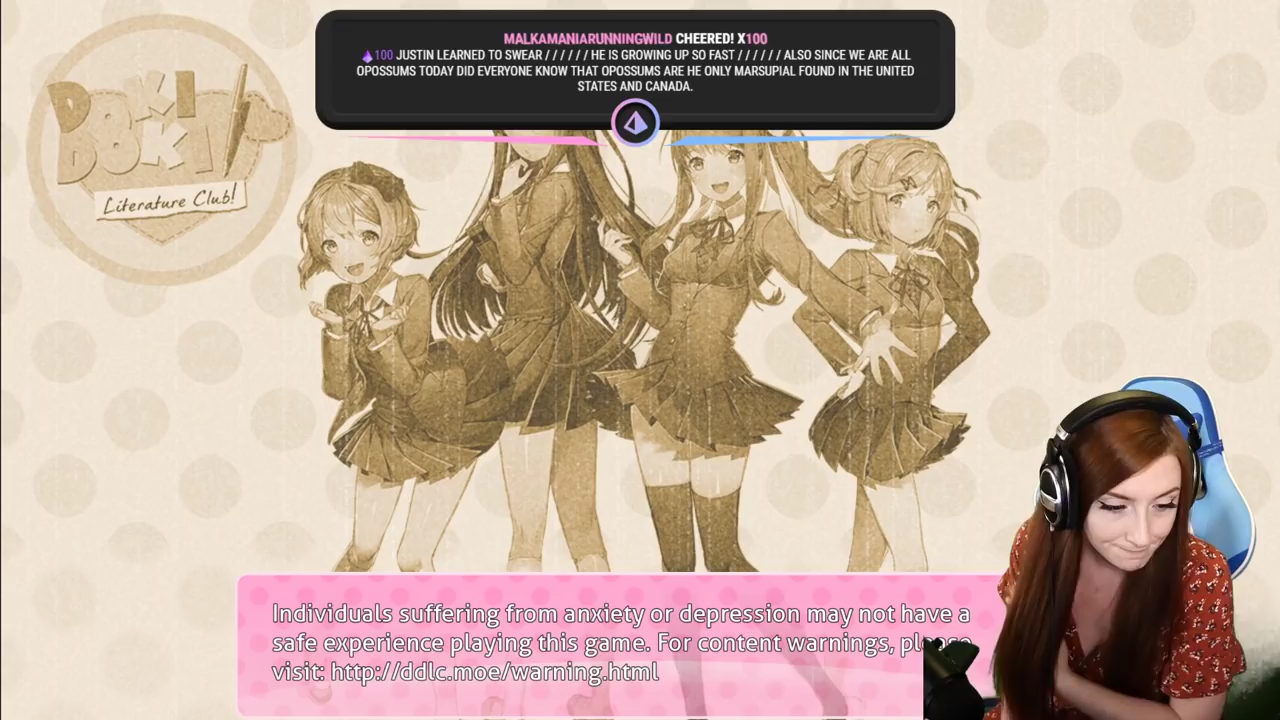 MALKAMANIARUNNINGWILD CHEERED! X100
100 JUSTIN LEARNED TO SWEAR / / / / / / HE IS GROWING UP SO FAST / / / / / / ALSO SINCE WE ARE ALL
OPOSSUMS TODAY DID EVERYONE KNOW THAT OPOSSUMS ARE HE ONLY MARSUPIAL FOUND IN THE UNITED
STATES AND CANADA.
DOKI
DOKI
Literature Club!
Individuals suffering from anxiety or depression may not have a
safe experience playing this game. For content warnings, please
visit: http://ddlc.moe/warning.html